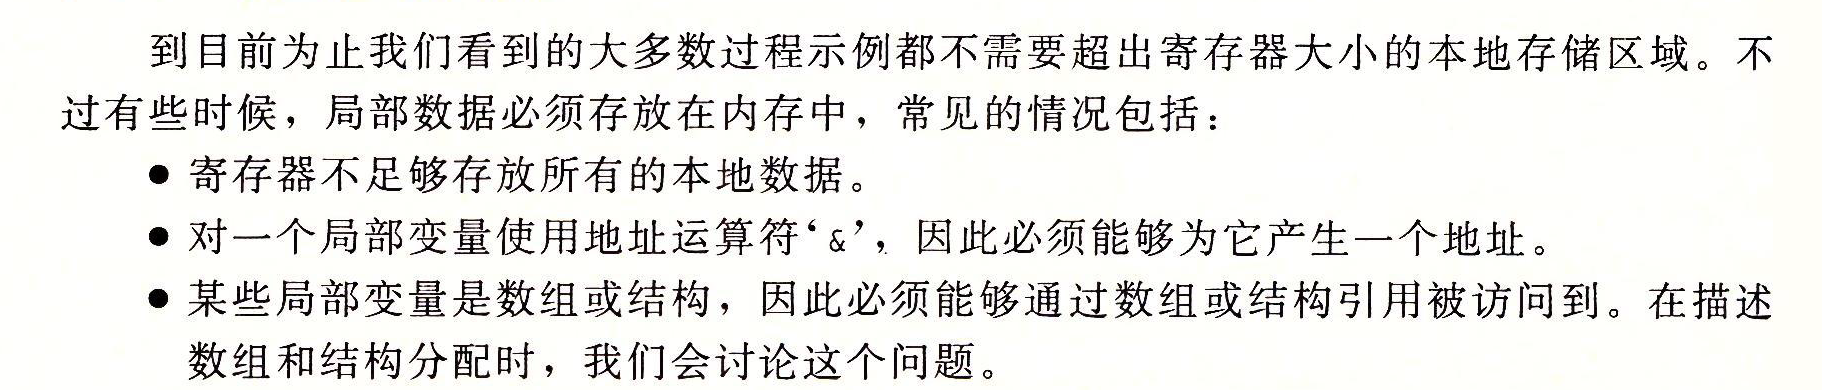 到目前为止我们看到的大多数过程示例都不需要超出寄存器大小的本地存储区域。不
过有些时候，局部数据必须存放在内存中，常见的情况包括：
● 寄存器不足够存放所有的本地数据。
● 对一个局部变量使用地址运算符‘&’，因此必须能够为它产生一个地址。
● 某些局部变量是数组或结构，因此必须能够通过数组或结构引用被访问到。在描述
数组和结构分配时，我们会讨论这个问题。